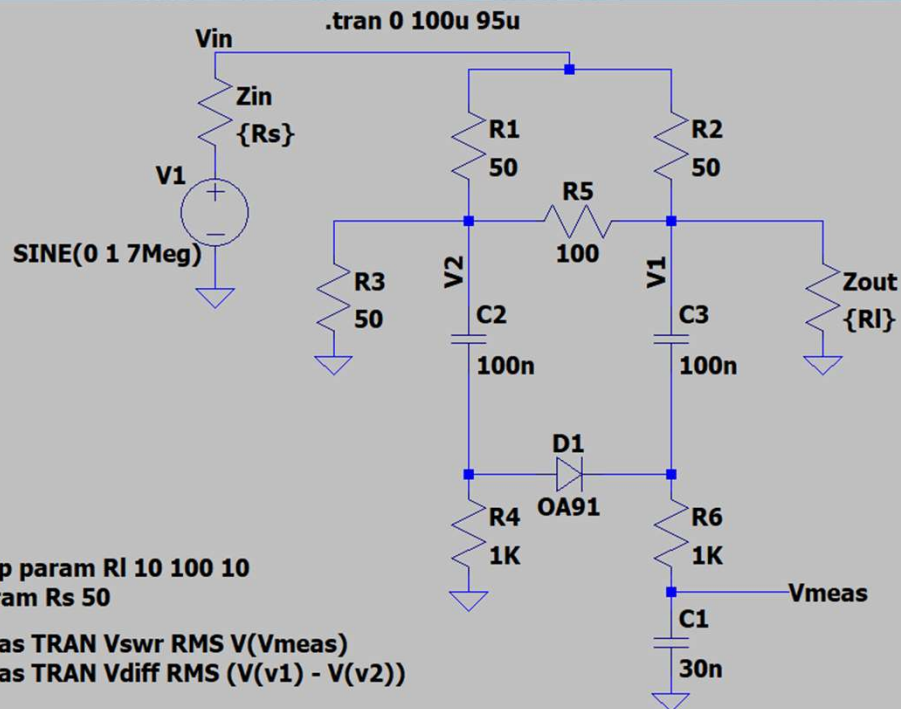 .tran 0 100u 95u
Vin
Zin
{Rs}
V1
SINE(0 1 7Meg)
R1
50
R2
50
R5
100
R3
50
V2
V1
Zout
{Rl}
C2
100n
C3
100n
D1
OA91
R4
1K
R6
1K
Vmeas
C1
30n
p param Rl 10 100 10
am Rs 50
as TRAN Vswr RMS V(Vmeas)
as TRAN Vdiff RMS (V(v1) - V(v2))